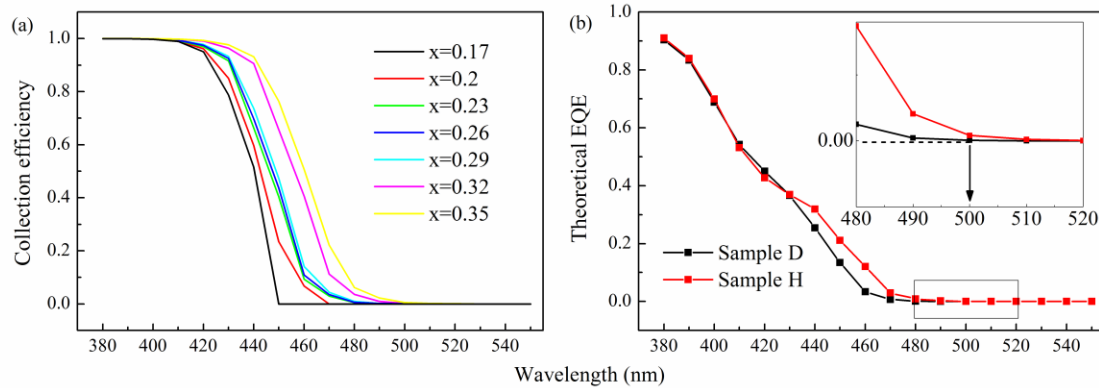 (a)
Collection efficiency
1.0
0.8
0.6
0.4
0.2
0.0
x=0.17
x=0.2
x=0.23
x=0.26
x=0.29
x=0.32
x=0.35
380 400 420 440 460 480 500 520 540
(b)
Theoretical EQE
1.0
0.8
0.6
0.4
0.2
0.0
0.00
480 490 500 510 520
Sample D
Sample H
380 400 420 440 460 480 500 520 540
Wavelength (nm)